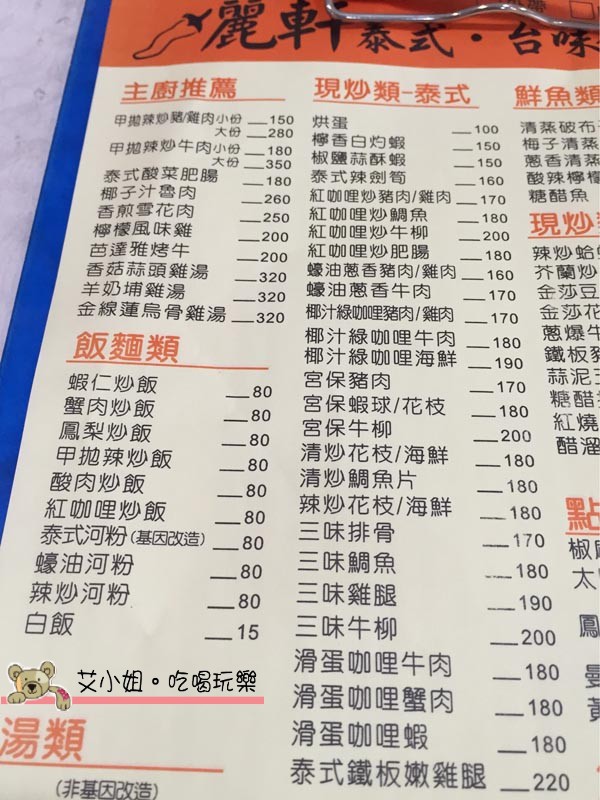 麗軒 泰式・台味
主廚推薦
甲拋辣炒豬/雞肉小份 150
大份 280
甲拋辣炒牛肉小份 180
大份 350
泰式酸菜肥腸 180
椰子汁魯肉 260
香煎雪花肉 250
檸檬風味雞 200
芭達雅烤牛 200
香菇蒜頭雞湯 320
羊奶埔雞湯 320
金線蓮烏骨雞湯 320
飯麵類
蝦仁炒飯 80
蟹肉炒飯 80
鳳梨炒飯 80
甲拋辣炒飯 80
酸肉炒飯 80
紅咖哩炒飯 80
泰式河粉(基因改造) 80
蠔油河粉 80
辣炒河粉 80
白飯 15
艾小姐。吃喝玩樂
湯類
(非基因改造)
現炒類-泰式
烘蛋 100
檸香白灼蝦 150
椒鹽蒜酥蝦 150
泰式辣劍筍 160
紅咖哩炒豬肉/雞肉 170
紅咖哩炒鯛魚 180
紅咖哩炒牛柳 200
紅咖哩炒肥腸 180
蠔油蔥香豬肉/雞肉 160
蠔油蔥香牛肉 170
椰汁綠咖哩豬肉/雞肉 170
椰汁綠咖哩牛肉 180
椰汁綠咖哩海鮮 190
宮保豬肉 170
宮保蝦球/花枝 180
宮保牛柳 200
清炒花枝/海鮮 180
清炒鯛魚片 180
辣炒花枝/海鮮 180
三味排骨 170
三味鯛魚 180
三味雞腿 190
三味牛柳 200
滑蛋咖哩牛肉 180
滑蛋咖哩蟹肉 180
滑蛋咖哩蝦 180
泰式鐵板嫩雞腿 220
鮮魚類
清蒸破布子
梅子清蒸
蔥香清蒸
酸辣檸檬
糖醋魚
現炒
辣炒蛤
芥蘭炒
金莎豆
金莎花
蔥爆牛
鐵板豬
蒜泥
糖醋
紅燒
醋溜
點
椒麻
太
鳳